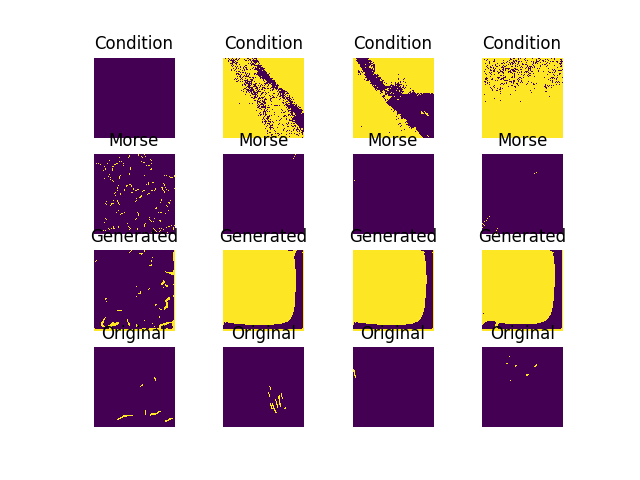 Condition Condition Condition Condition
Morse Morse Morse Morse
Generated Generated Generated Generated
Original Original Original Original